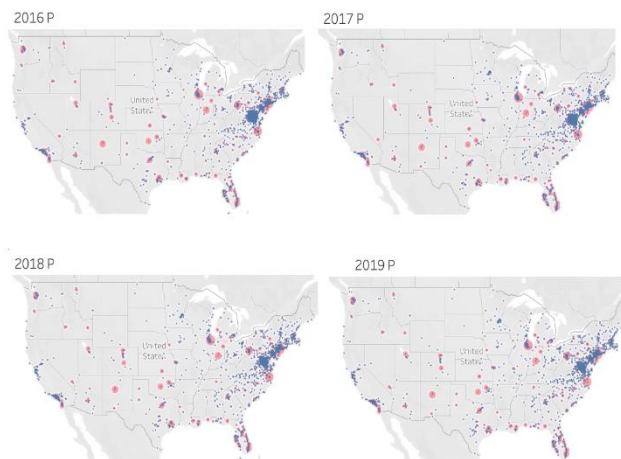 2016 P
2017 P
United
States
United
States
2018 P
2019 P
United
States
United
States